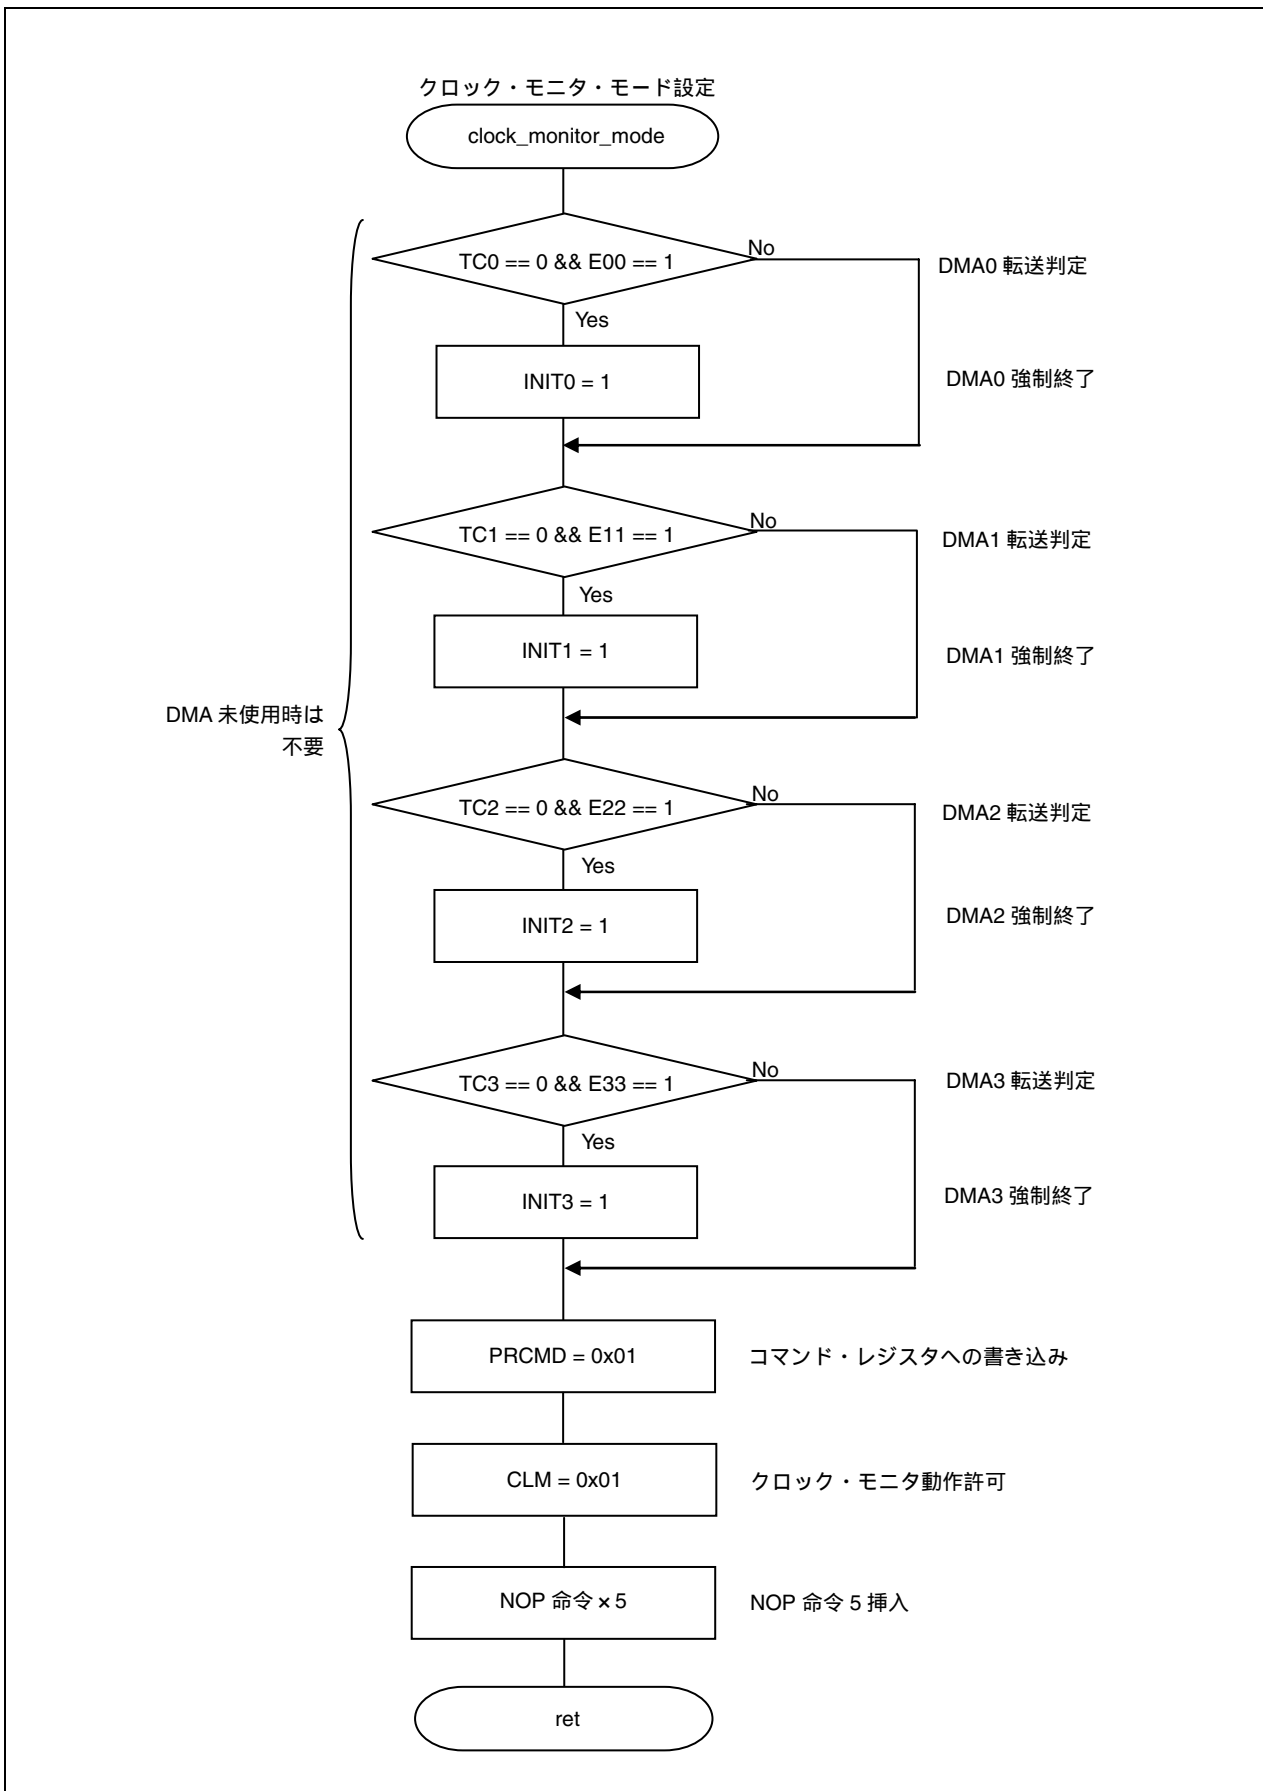 クロック・モニタ・モード設定
clock_monitor_mode
TC0 == 0 && E00 == 1
No
DMA0 転送判定
Yes
INIT0 = 1
DMA0 強制終了
TC1 == 0 && E11 == 1
No
DMA1 転送判定
Yes
INIT1 = 1
DMA1 強制終了
DMA 未使用時は
不要
TC2 == 0 && E22 == 1
No
DMA2 転送判定
Yes
INIT2 = 1
DMA2 強制終了
TC3 == 0 && E33 == 1
No
DMA3 転送判定
Yes
INIT3 = 1
DMA3 強制終了
PRCMD = 0x01
コマンド・レジスタへの書き込み
CLM = 0x01
クロック・モニタ動作許可
NOP 命令 × 5
NOP 命令 5 挿入
ret